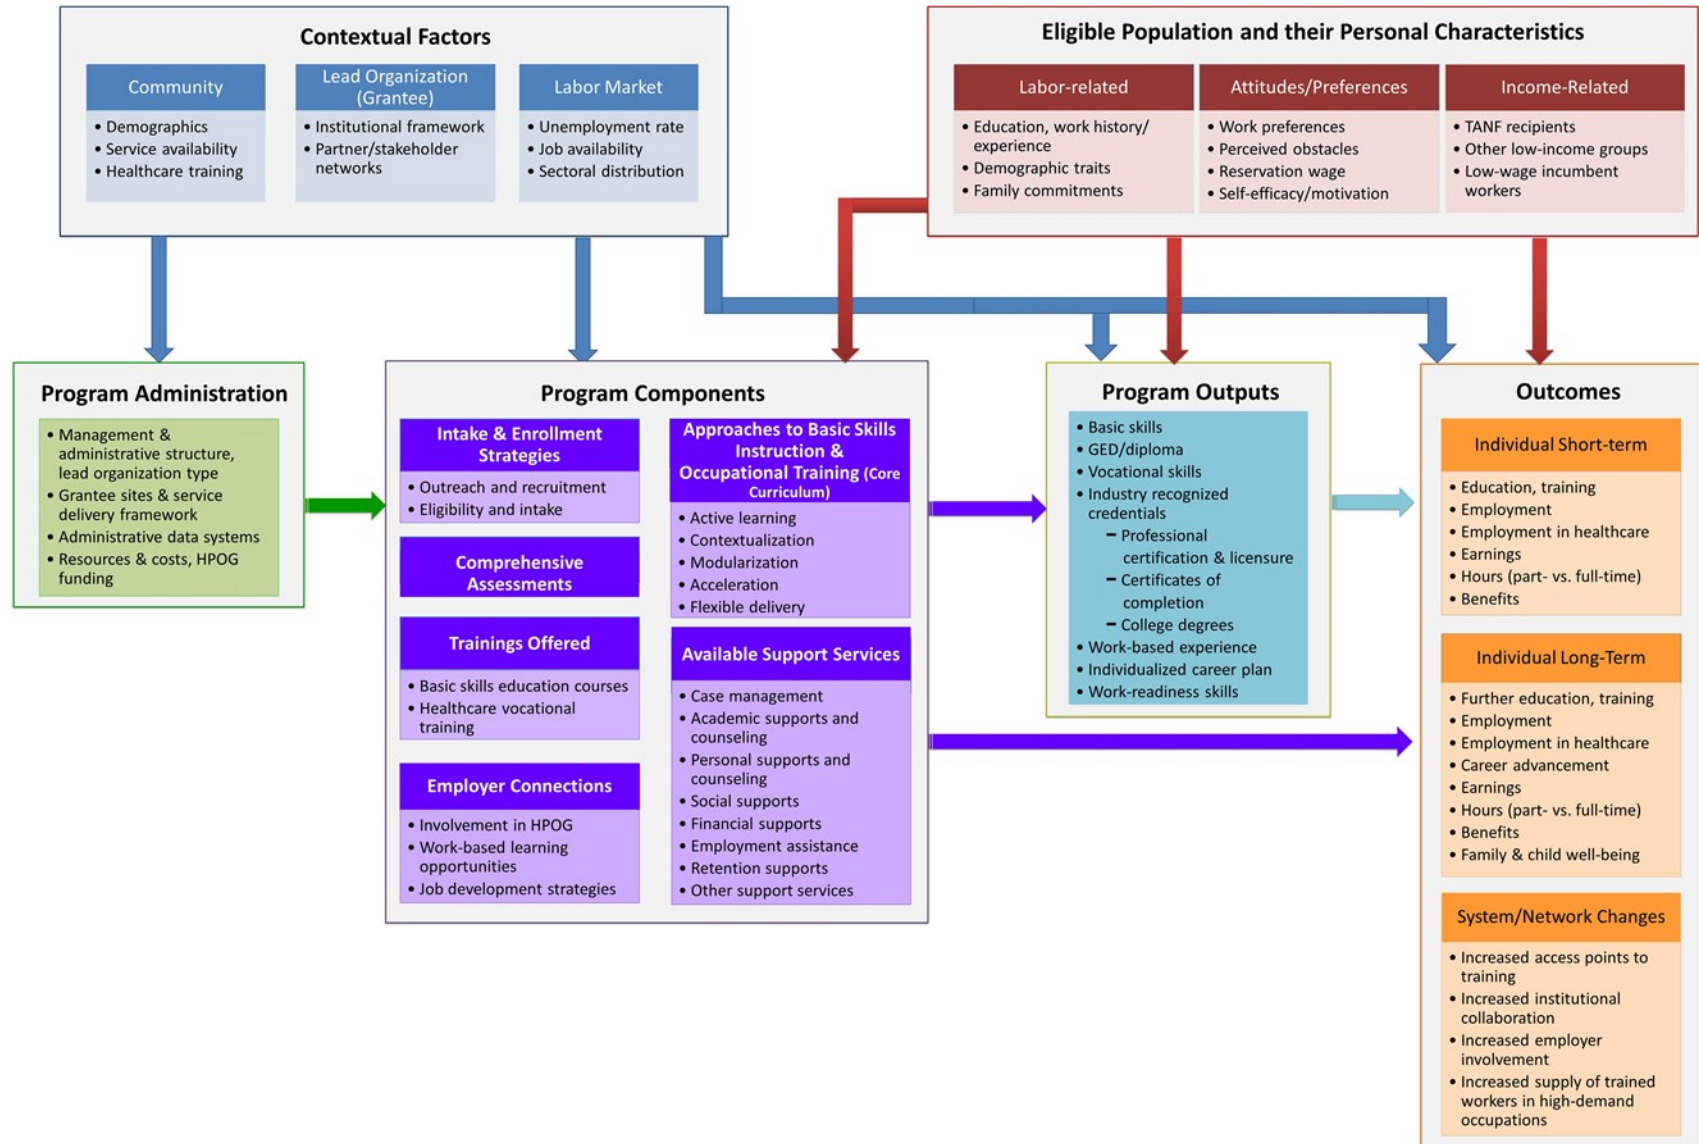 Contextual Factors
Community
• Demographics
• Service availability
• Healthcare training
Lead Organization
(Grantee)
• Institutional framework
• Partner/stakeholder
networks
Labor Market
• Unemployment rate
• Job availability
• Sectoral distribution
Eligible Population and their Personal Characteristics
Labor-related
• Education, work history/
experience
• Demographic traits
• Family commitments
Attitudes/Preferences
• Work preferences
• Perceived obstacles
• Reservation wage
• Self-efficacy/motivation
Income-Related
• TANF recipients
• Other low-income groups
• Low-wage incumbent
workers
Program Administration
• Management &
administrative structure,
lead organization type
• Grantee sites & service
delivery framework
• Administrative data systems
• Resources & costs, HPOG
funding
Program Components
Intake & Enrollment
Strategies
• Outreach and recruitment
• Eligibility and intake
Comprehensive
Assessments
Trainings Offered
• Basic skills education courses
• Healthcare vocational
training
Employer Connections
• Involvement in HPOG
• Work-based learning
opportunities
• Job development strategies
Approaches to Basic Skills
Instruction &
Occupational Training (Core
Curriculum)
• Active learning
• Contextualization
• Modularization
• Acceleration
• Flexible delivery
Available Support Services
• Case management
• Academic supports and
counseling
• Personal supports and
counseling
• Social supports
• Financial supports
• Employment assistance
• Retention supports
• Other support services
Program Outputs
• Basic skills
• GED/diploma
• Vocational skills
• Industry recognized
credentials
– Professional
certification & licensure
– Certificates of
completion
– College degrees
• Work-based experience
• Individualized career plan
• Work-readiness skills
Outcomes
Individual Short-term
• Education, training
• Employment
• Employment in healthcare
• Earnings
• Hours (part- vs. full-time)
• Benefits
Individual Long-Term
• Further education, training
• Employment
• Employment in healthcare
• Career advancement
• Earnings
• Hours (part- vs. full-time)
• Benefits
• Family & child well-being
System/Network Changes
• Increased access points to
training
• Increased institutional
collaboration
• Increased employer
involvement
• Increased supply of trained
workers in high-demand
occupations